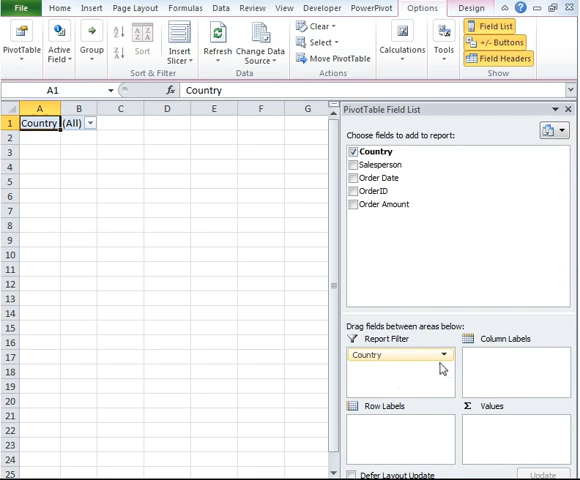 File Home Insert Page Layout Formulas Data Review View Developer PowerPivot Options Design
PivotTable
Active Field
Group
Sort
Insert Slicer
Refresh
Change Data Source
Clear
Select
Move PivotTable
Calculations
Tools
Field List
+/- Buttons
Field Headers
Sort & Filter Data Actions Show
A1 fx Country
A B C D E F G
PivotTable Field List
1 Country (All)
2
3
4
5
6
7
8
9
10
11
12
13
14
15
16
17
18
19
20
21
22
23
24
25
Choose fields to add to report:
Country
Salesperson
Order Date
OrderID
Order Amount
Drag fields between areas below:
Report Filter Column Labels
Country
Row Labels Σ Values
Defer Layout Update Update